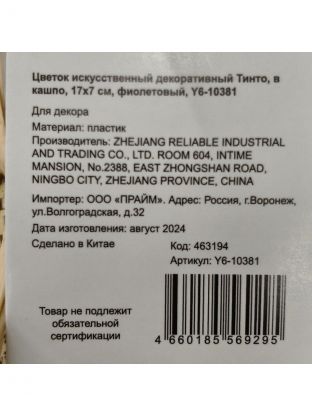 Цветок искусственный декоративный Тинто, в
кашпо, 17х7 см, фиолетовый, Y6-10381
Для декора
Материал: пластик
Производитель: ZHEJIANG RELIABLE INDUSTRIAL
AND TRADING CO., LTD. ROOM 604, INTIME
MANSION, No.2388, EAST ZHONGSHAN ROAD,
NINGBO CITY, ZHEJIANG PROVINCE, CHINA
Импортер: ООО «ПРАЙМ». Адрес: Россия, г.Воронеж,
ул.Волгоградская, д.32
Дата изготовления: август 2024
Сделано в Китае
Код: 463194
Артикул: Y6-10381
Товар не подлежит
обязательной
сертификации
4 660185 569295